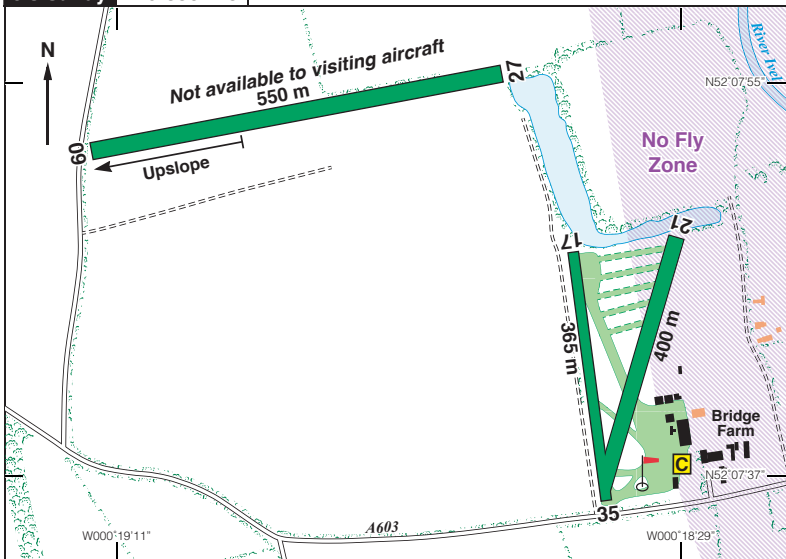 N
Not available to visiting aircraft
550 m
27
09
Upslope
River Ivel
N52°07'55"
No Fly
Zone
17
21
365 m
400 m
Bridge
Farm
C
N52°07'37"
35
A603
W000°19'11"
W000°18'29"